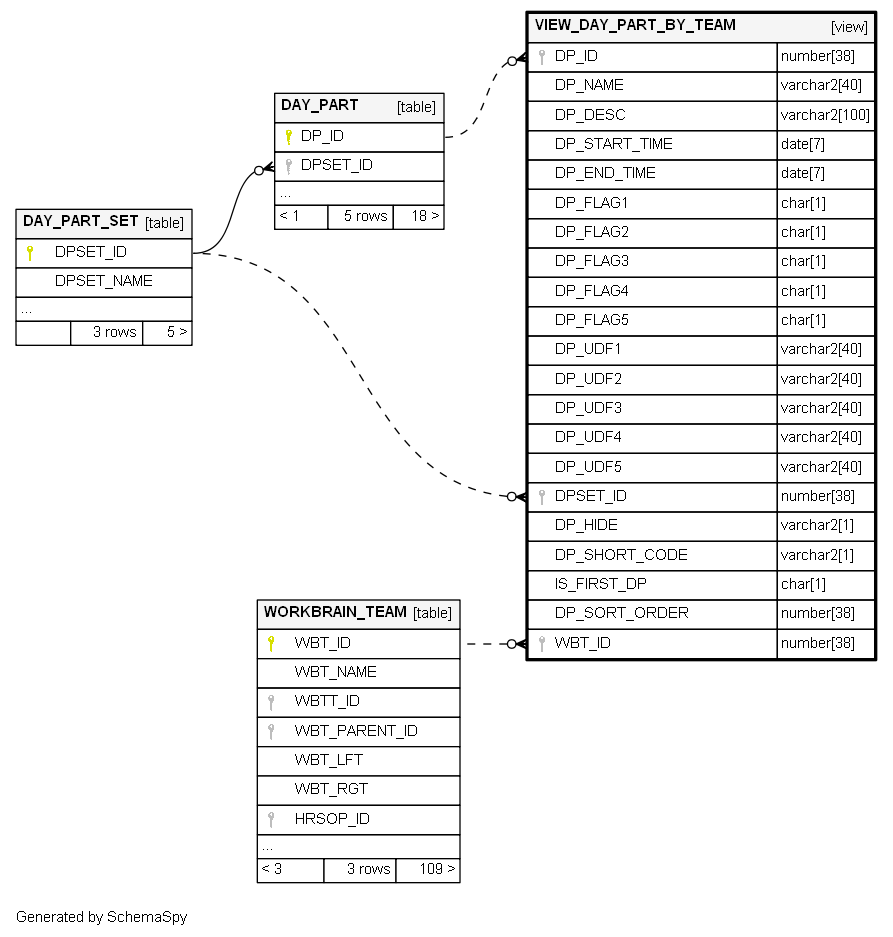 VIEW_DAY_PART_BY_TEAM [view]
DP_ID number[38]
DP_NAME varchar2[40]
DP_DESC varchar2[100]
DP_START_TIME date[7]
DP_END_TIME date[7]
DP_FLAG1 char[1]
DP_FLAG2 char[1]
DP_FLAG3 char[1]
DP_FLAG4 char[1]
DP_FLAG5 char[1]
DP_UDF1 varchar2[40]
DP_UDF2 varchar2[40]
DP_UDF3 varchar2[40]
DP_UDF4 varchar2[40]
DP_UDF5 varchar2[40]
DPSET_ID number[38]
DP_HIDE varchar2[1]
DP_SHORT_CODE varchar2[1]
IS_FIRST_DP char[1]
DP_SORT_ORDER number[38]
WBT_ID number[38]
DAY_PART [table]
DP_ID
DPSET_ID
...
< 1 5 rows 18 >
DAY_PART_SET [table]
DPSET_ID
DPSET_NAME
...
3 rows 5 >
WORKBRAIN_TEAM [table]
WBT_ID
WBT_NAME
WBTT_ID
WBT_PARENT_ID
WBT_LFT
WBT_RGT
HRSOP_ID
...
< 3 3 rows 109 >
Generated by SchemaSpy